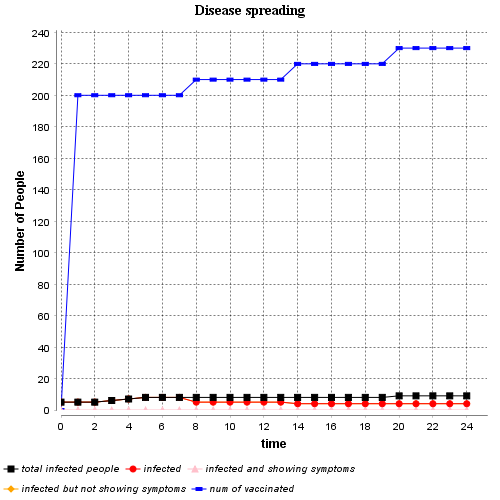 Disease spreading
240
220
200
180
160
140
120
100
80
60
40
20
0
Number of People
0 2 4 6 8 10 12 14 16 18 20 22 24
time
total infected people infected infected and showing symptoms
infected but not showing symptoms num of vaccinated